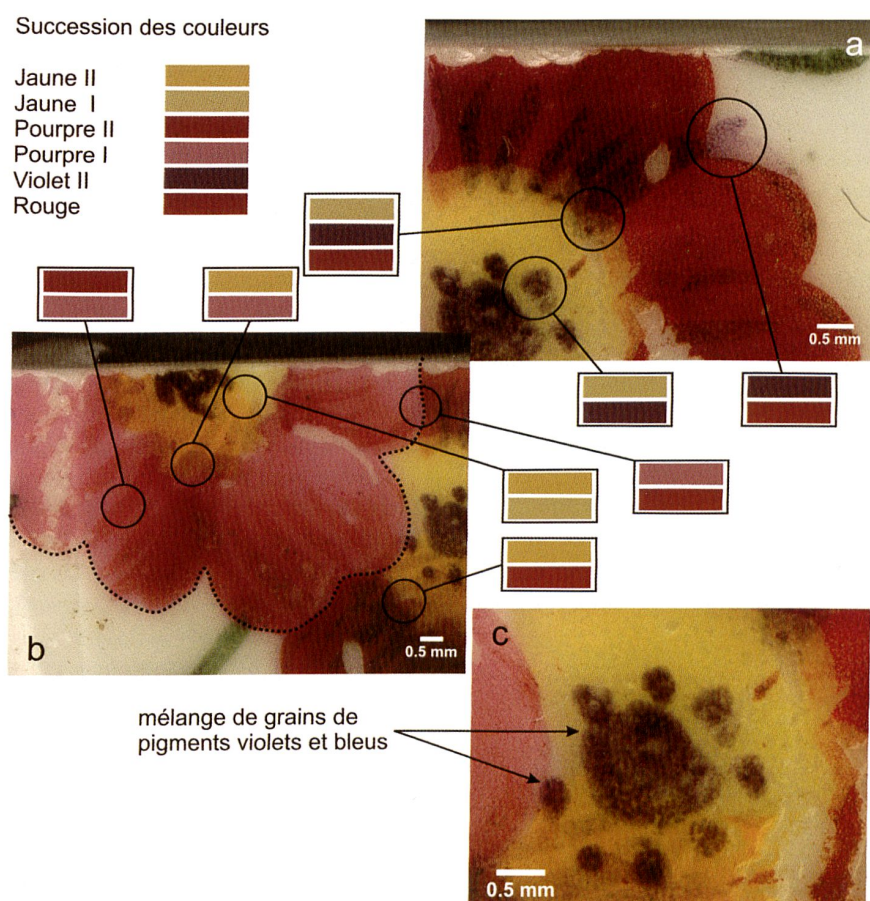 Succession des couleurs
Jaune II
Jaune I
Pourpre II
Pourpre I
Violet II
Rouge
a
0.5 mm
b
0.5 mm
c
mélange de grains de
pigments violets et bleus
0.5 mm